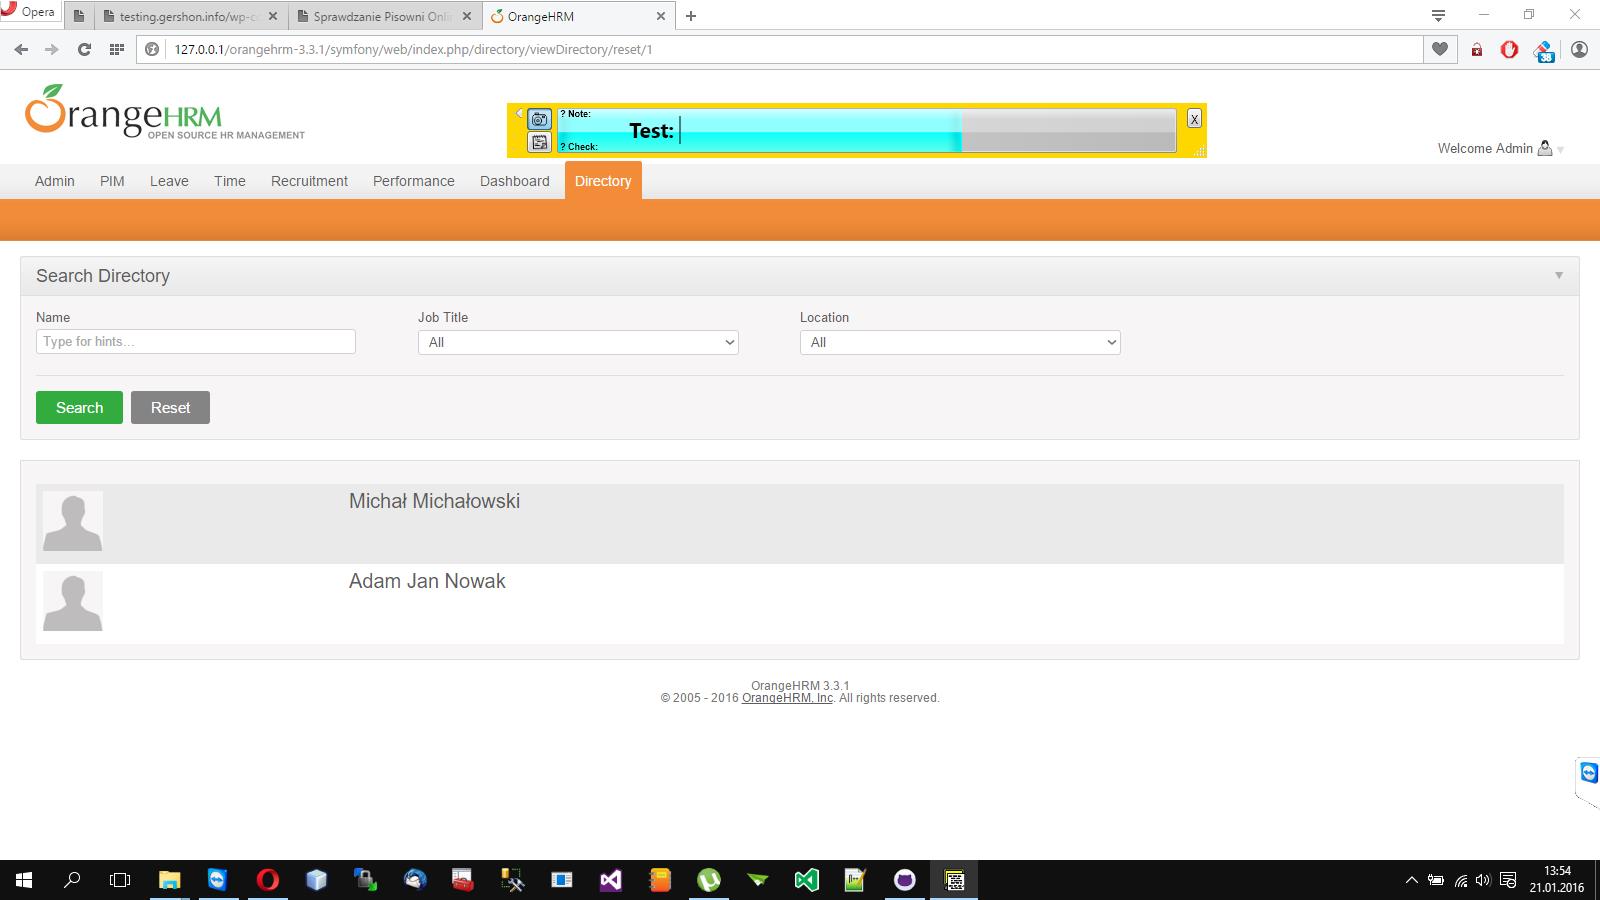 Opera
testing.gershon.info/wp-co
Sprawdzanie Pisowni Onli
OrangeHRM
127.0.0.1/orangehrm-3.3.1/symfony/web/index.php/directory/viewDirectory/reset/1
38
OrangeHRM
OPEN SOURCE HR MANAGEMENT
? Note:
Test:
? Check:
X
Welcome Admin
Admin PIM Leave Time Recruitment Performance Dashboard Directory
Search Directory
Name Job Title Location
Type for hints... All All
Search Reset
Michał Michałowski
Adam Jan Nowak
OrangeHRM 3.3.1
© 2005 - 2016 OrangeHRM, Inc. All rights reserved.
13:54
21.01.2016